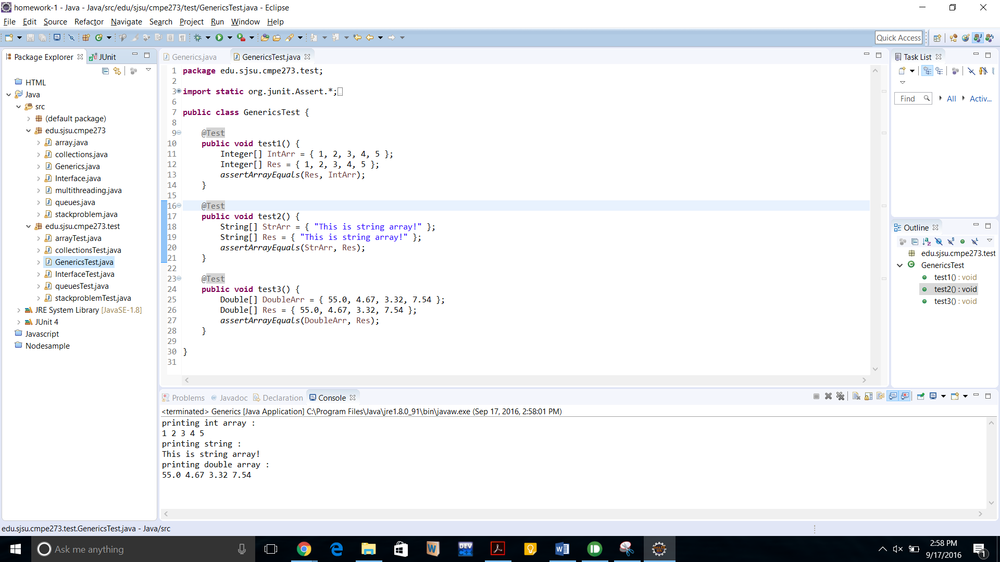 homework-1 - Java - Java/src/edu/sjsu/cmpe273/test/GenericsTest.java - Eclipse
File Edit Source Refactor Navigate Search Project Run Window Help
Quick Access
Package Explorer
JUnit
HTML
Java
src
(default package)
edu.sjsu.cmpe273
array.java
collections.java
Generics.java
Interface.java
multithreading.java
queues.java
stackproblem.java
edu.sjsu.cmpe273.test
arrayTest.java
collectionsTest.java
GenericsTest.java
InterfaceTest.java
queuesTest.java
stackproblemTest.java
JRE System Library [JavaSE-1.8]
JUnit 4
Javascript
Nodesample
Generics.java
GenericsTest.java
1 package edu.sjsu.cmpe273.test;
2
3 import static org.junit.Assert.*;
6
7 public class GenericsTest {
8
9 @Test
10 public void test1() {
11 Integer[] IntArr = { 1, 2, 3, 4, 5 };
12 Integer[] Res = { 1, 2, 3, 4, 5 };
13 assertArrayEquals(Res, IntArr);
14 }
15
16 @Test
17 public void test2() {
18 String[] StrArr = { "This is string array!" };
19 String[] Res = { "This is string array!" };
20 assertArrayEquals(StrArr, Res);
21 }
22
23 @Test
24 public void test3() {
25 Double[] DoubleArr = { 55.0, 4.67, 3.32, 7.54 };
26 Double[] Res = { 55.0, 4.67, 3.32, 7.54 };
27 assertArrayEquals(DoubleArr, Res);
28 }
29
30 }
31
Task List
Find All Activ...
Outline
edu.sjsu.cmpe273.test
GenericsTest
test1() : void
test2() : void
test3() : void
Problems @ Javadoc Declaration Console
<terminated> Generics [Java Application] C:\Program Files\Java\jre1.8.0_91\bin\javaw.exe (Sep 17, 2016, 2:58:01 PM)
printing int array :
1 2 3 4 5
printing string :
This is string array!
printing double array :
55.0 4.67 3.32 7.54
edu.sjsu.cmpe273.test.GenericsTest.java - Java/src
Ask me anything
DEV
2:58 PM
9/17/2016
1